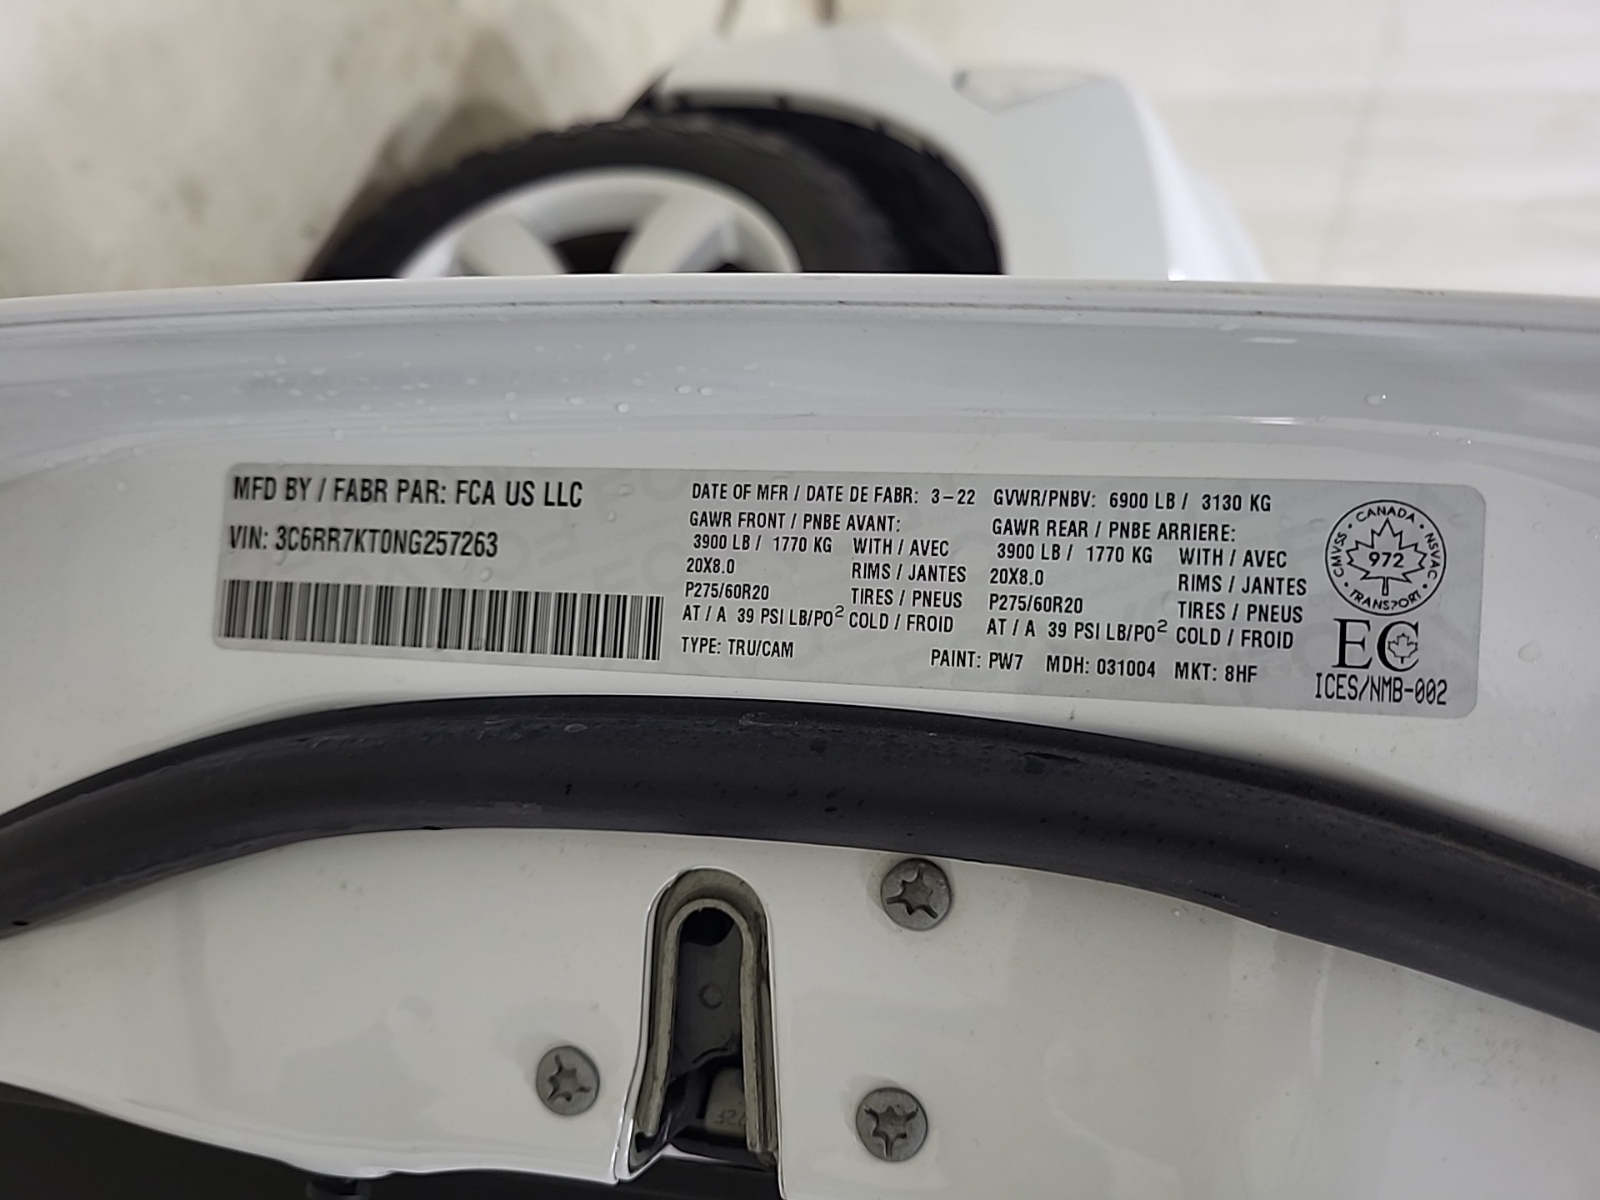 MFD BY / FABR PAR: FCA US LLC
VIN: 3C6RR7KT0NG257263
DATE OF MFR / DATE DE FABR: 3-22 GVWR/PNBV: 6900 LB / 3130 KG
GAWR FRONT / PNBE AVANT:
3900 LB / 1770 KG WITH / AVEC
20X8.0 RIMS / JANTES
P275/60R20 TIRES / PNEUS
AT / A 39 PSI LB/PO² COLD / FROID
GAWR REAR / PNBE ARRIERE:
3900 LB / 1770 KG WITH / AVEC
20X8.0 RIMS / JANTES
P275/60R20 TIRES / PNEUS
AT / A 39 PSI LB/PO² COLD / FROID
TYPE: TRU/CAM
PAINT: PW7 MDH: 031004 MKT: 8HF
CANADA
CMVSS
NSVAC
972
TRANSPORT
EC
ICES/NMB-002